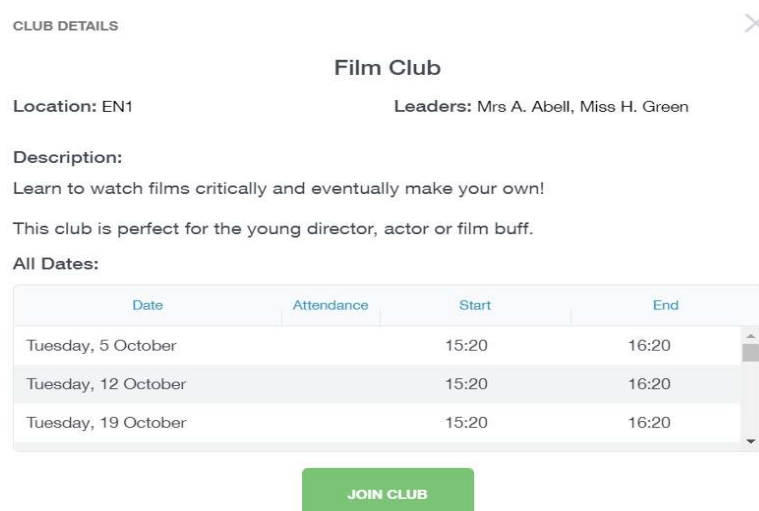 CLUB DETAILS
Film Club
Location: EN1 Leaders: Mrs A. Abell, Miss H. Green
Description:
Learn to watch films critically and eventually make your own!
This club is perfect for the young director, actor or film buff.
All Dates:
Date Attendance Start End
Tuesday, 5 October 15:20 16:20
Tuesday, 12 October 15:20 16:20
Tuesday, 19 October 15:20 16:20
JOIN CLUB